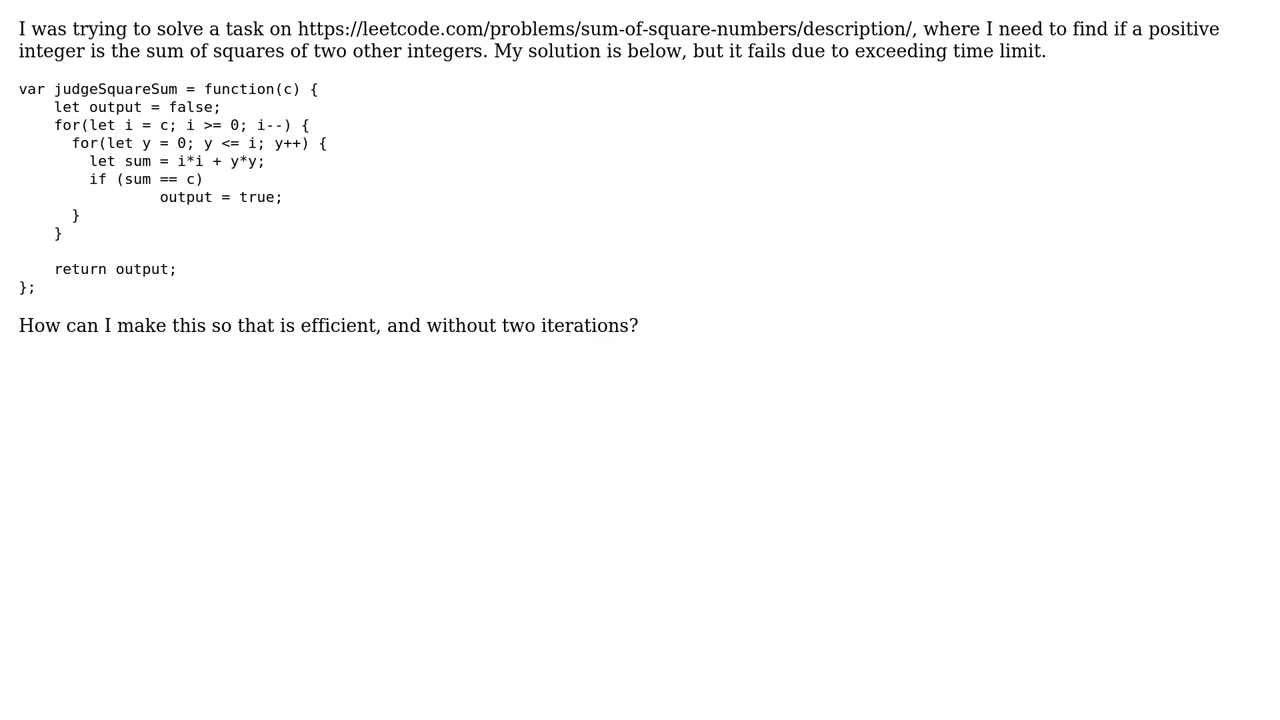 I was trying to solve a task on https://leetcode.com/problems/sum-of-square-numbers/description/, where I need to find if a positive
integer is the sum of squares of two other integers. My solution is below, but it fails due to exceeding time limit.
var judgeSquareSum = function(c) {
    let output = false;
    for(let i = c; i >= 0; i--) {
      for(let y = 0; y <= i; y++) {
        let sum = i*i + y*y;
        if (sum == c)
                output = true;
      }
    }

    return output;
};
How can I make this so that is efficient, and without two iterations?